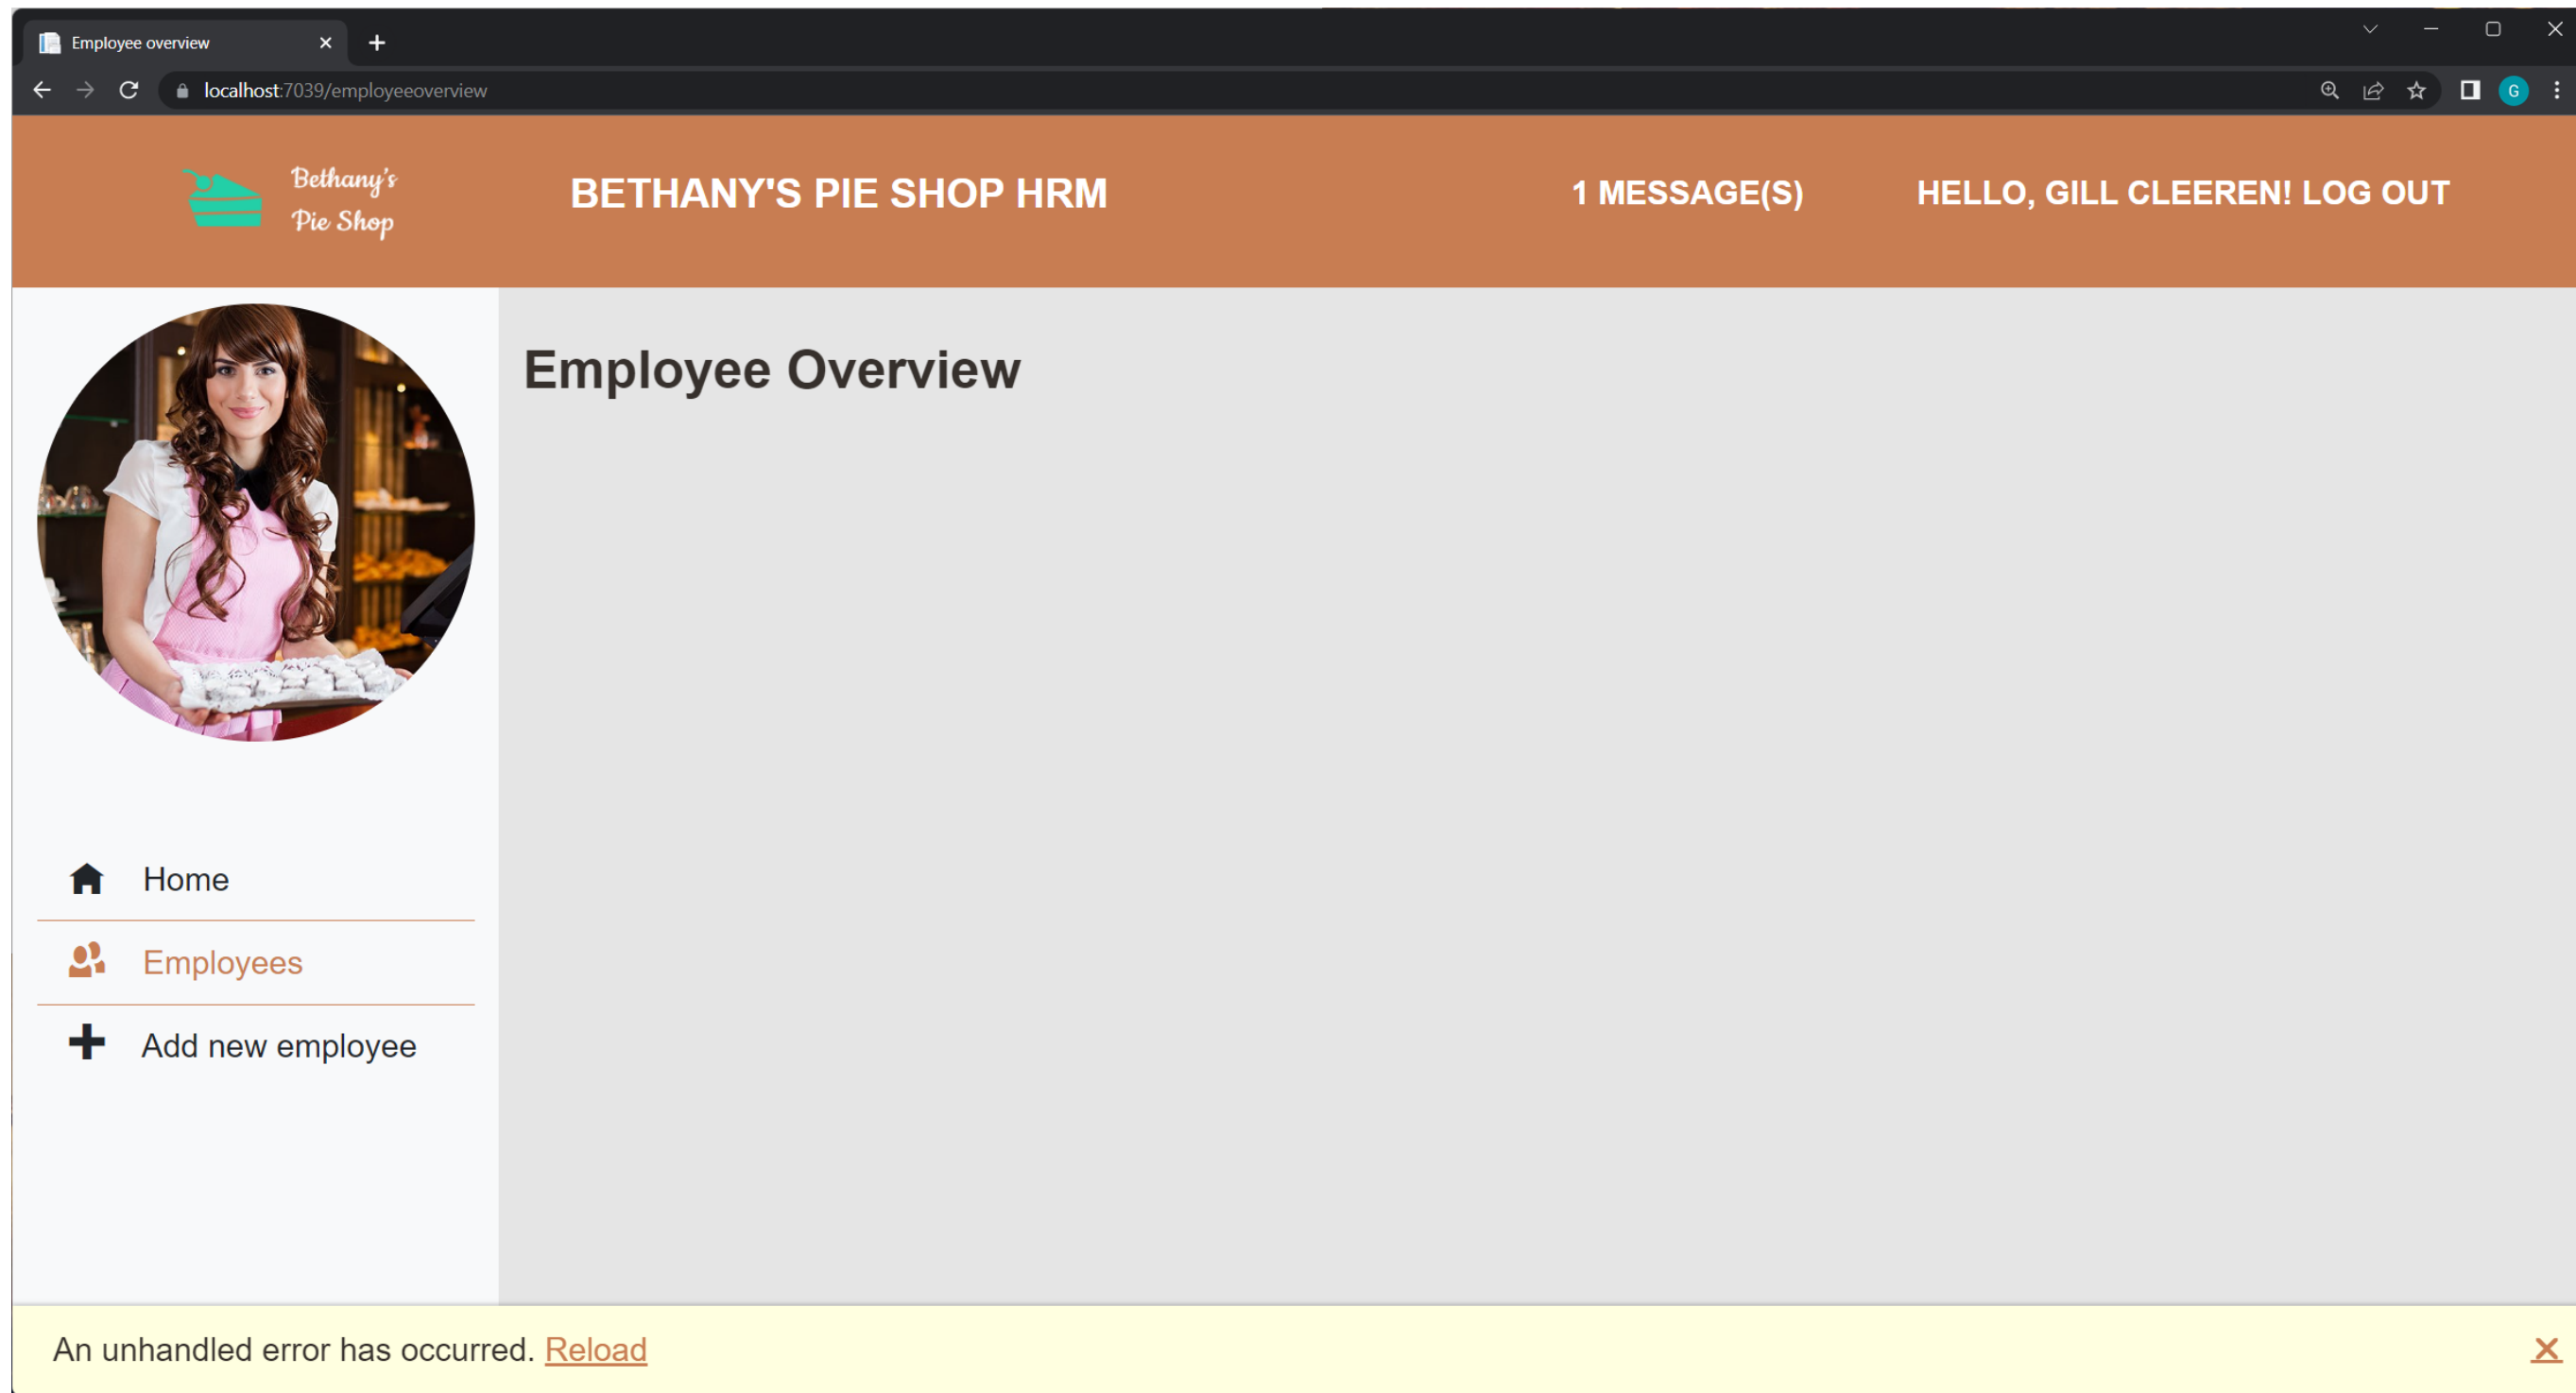 Employee overview
localhost:7039/employeeoverview
G
Bethany's
Pie Shop
BETHANY'S PIE SHOP HRM
1 MESSAGE(S)
HELLO, GILL CLEEREN! LOG OUT
Employee Overview
Home
Employees
Add new employee
An unhandled error has occurred. Reload